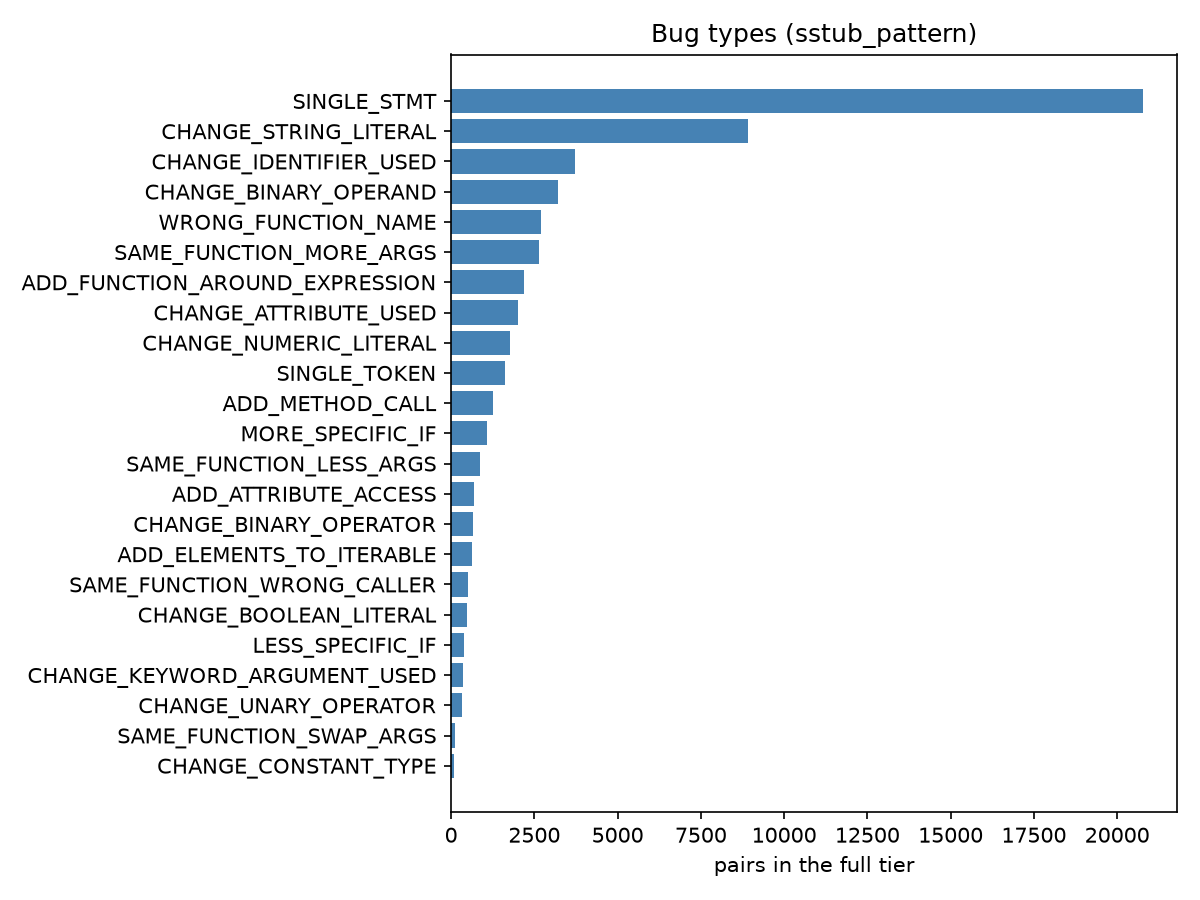 Bug types (sstub_pattern)
SINGLE_STMT
CHANGE_STRING_LITERAL
CHANGE_IDENTIFIER_USED
CHANGE_BINARY_OPERAND
WRONG_FUNCTION_NAME
SAME_FUNCTION_MORE_ARGS
ADD_FUNCTION_AROUND_EXPRESSION
CHANGE_ATTRIBUTE_USED
CHANGE_NUMERIC_LITERAL
SINGLE_TOKEN
ADD_METHOD_CALL
MORE_SPECIFIC_IF
SAME_FUNCTION_LESS_ARGS
ADD_ATTRIBUTE_ACCESS
CHANGE_BINARY_OPERATOR
ADD_ELEMENTS_TO_ITERABLE
SAME_FUNCTION_WRONG_CALLER
CHANGE_BOOLEAN_LITERAL
LESS_SPECIFIC_IF
CHANGE_KEYWORD_ARGUMENT_USED
CHANGE_UNARY_OPERATOR
SAME_FUNCTION_SWAP_ARGS
CHANGE_CONSTANT_TYPE
0 2500 5000 7500 10000 12500 15000 17500 20000
pairs in the full tier